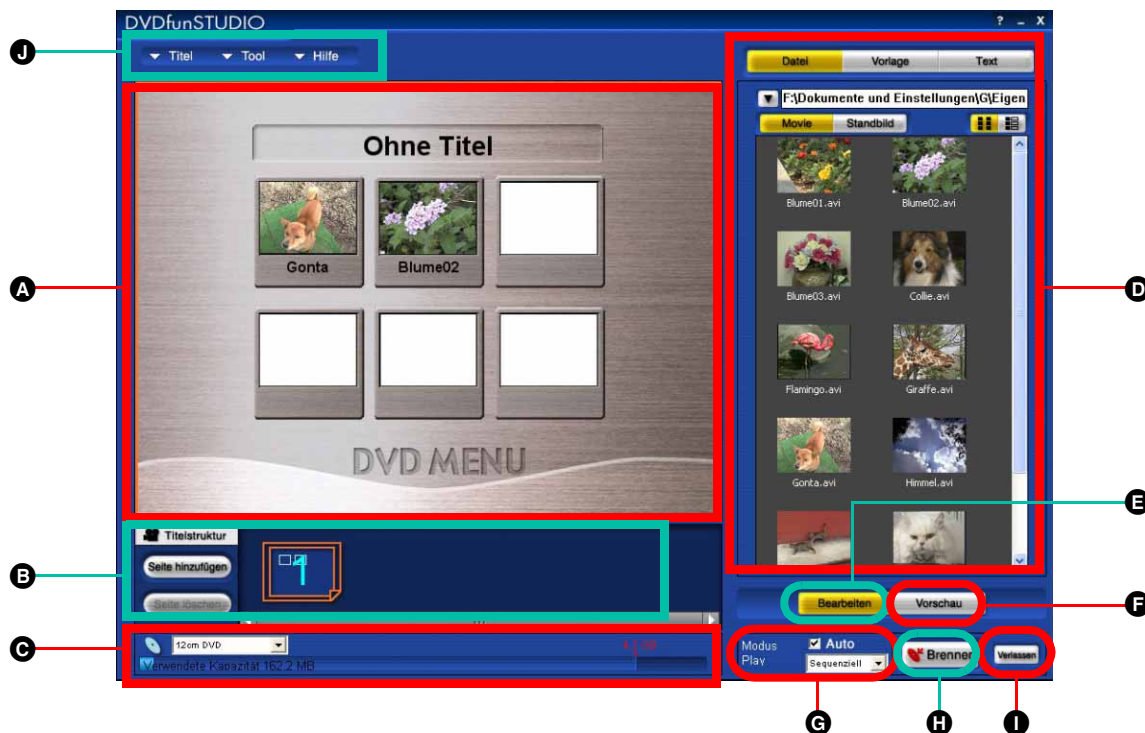 DVDfunSTUDIO
? _ X
J
Titel Tool Hilfe
Datei Vorlage Text
F:\Dokumente und Einstellungen\G\Eigen
Movie Standbild
A
Ohne Titel
Gonta Blume02
DVD MENU
Blume01.avi Blume02.avi
Blume03.avi Collie.avi
D
Flamingo.avi Giraffe.avi
Gonta.avi Himmel.avi
E
B
Titelstruktur
Seite hinzufügen
Seite löschen
1
Bearbeiten Vorschau
F
C
12cm DVD
Verwendete Kapazität 162.2 MB
Modus
Play
Auto
Sequenziell
Brennen
Verlassen
G H I